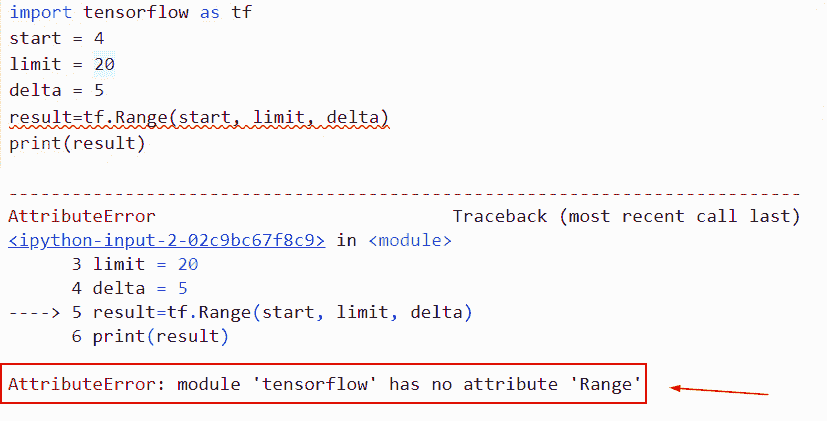 import tensorflow as tf
start = 4
limit = 20
delta = 5
result=tf.Range(start, limit, delta)
print(result)
---------------------------------------------------------------------------
AttributeError                            Traceback (most recent call last)
<ipython-input-2-02c9bc67f8c9> in <module>
      3 limit = 20
      4 delta = 5
----> 5 result=tf.Range(start, limit, delta)
      6 print(result)
AttributeError: module 'tensorflow' has no attribute 'Range'